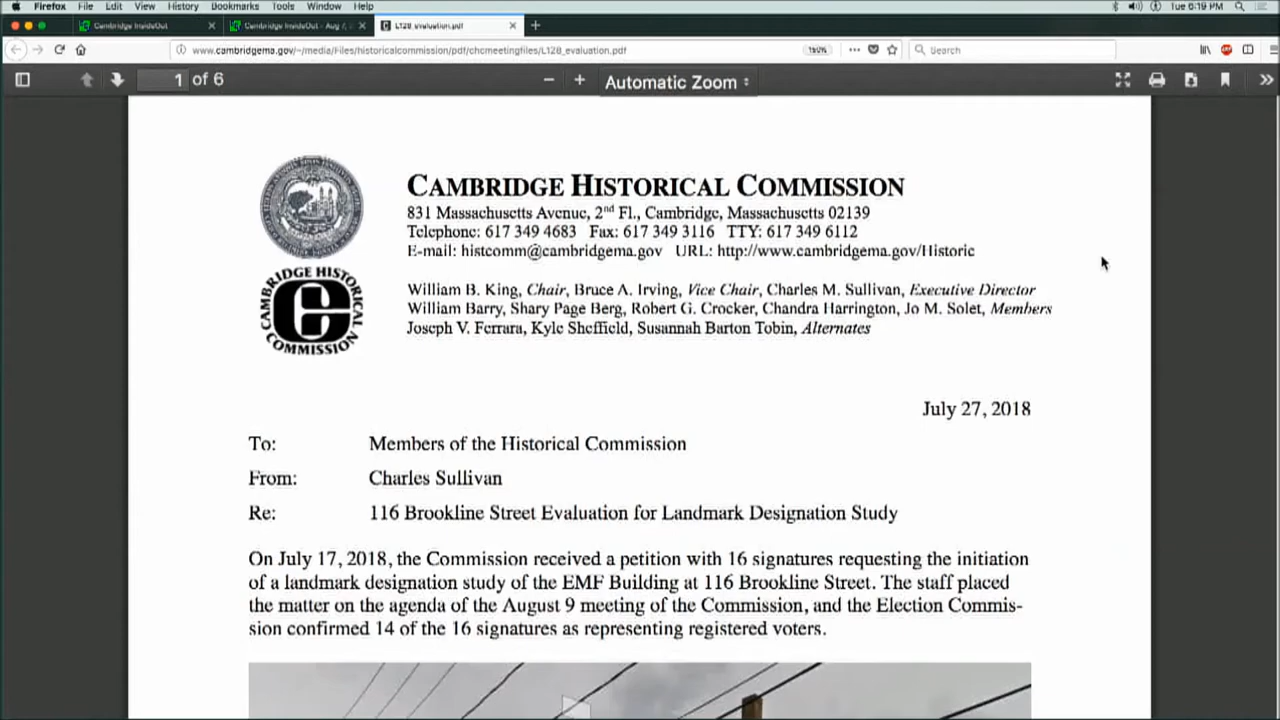 Firefox File Edit View History Bookmarks Tools Window Help Tue 6:19 PM
Cambridge InsideOut Cambridge InsideOut - Aug 7, L128_evaluation.pdf
www.cambridgema.gov/~/media/Files/historicalcommission/pdf/chcmeetingfiles/L128_evaluation.pdf 150% Search
1 of 6 Automatic Zoom
CAMBRIDGE HISTORICAL COMMISSION
831 Massachusetts Avenue, 2nd Fl., Cambridge, Massachusetts 02139
Telephone: 617 349 4683 Fax: 617 349 3116 TTY: 617 349 6112
E-mail: histcomm@cambridgema.gov URL: http://www.cambridgema.gov/Historic
CAMBRIDGE HISTORICAL COMMISSION
William B. King, Chair, Bruce A. Irving, Vice Chair, Charles M. Sullivan, Executive Director
William Barry, Shary Page Berg, Robert G. Crocker, Chandra Harrington, Jo M. Solet, Members
Joseph V. Ferrara, Kyle Sheffield, Susannah Barton Tobin, Alternates
July 27, 2018
To: Members of the Historical Commission
From: Charles Sullivan
Re: 116 Brookline Street Evaluation for Landmark Designation Study
On July 17, 2018, the Commission received a petition with 16 signatures requesting the initiation
of a landmark designation study of the EMF Building at 116 Brookline Street. The staff placed
the matter on the agenda of the August 9 meeting of the Commission, and the Election Commis-
sion confirmed 14 of the 16 signatures as representing registered voters.